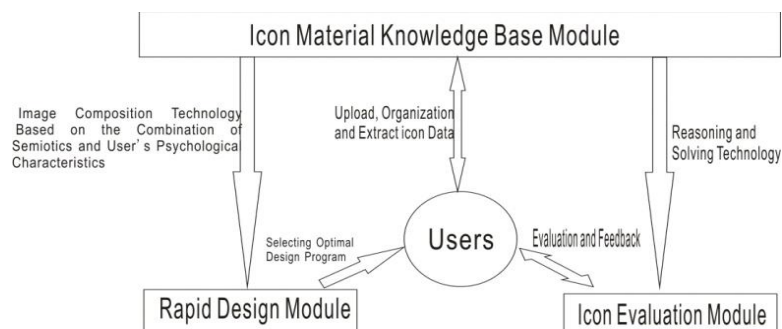 Icon Material Knowledge Base Module
Image Composition Technology
Based on the Combination of
Semiotics and User's Psychological
Characteristics
Upload, Organization
and Extract icon Data
Reasoning and
Solving Technology
Selecting Optimal
Design Program
Users
Evaluation and Feedback
Rapid Design Module
Icon Evaluation Module